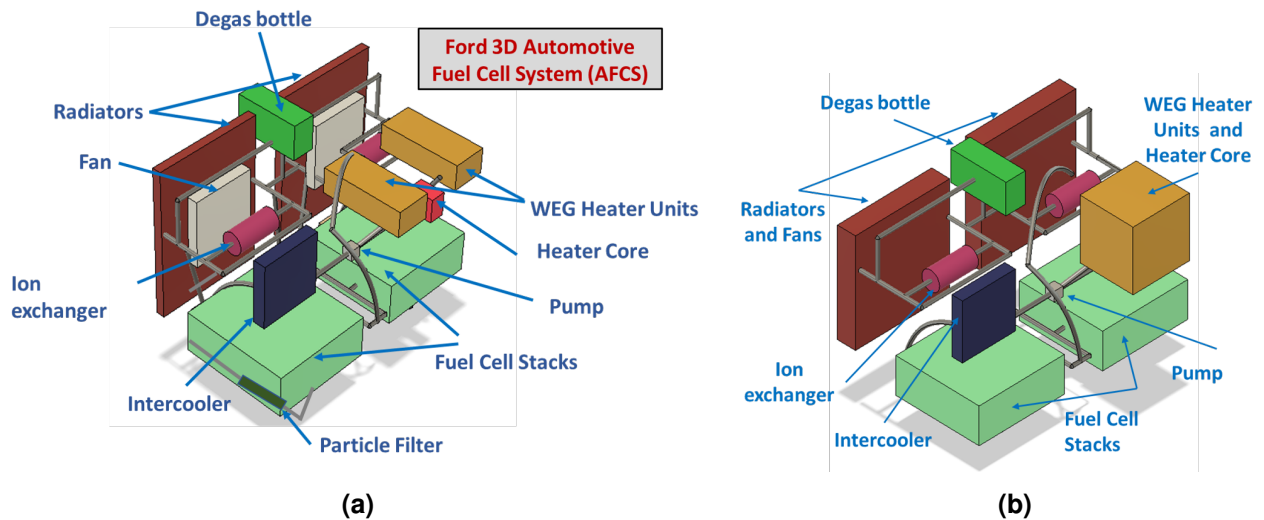 Degas bottle
Ford 3D Automotive
Fuel Cell System (AFCS)
Radiators
Fan
WEG Heater Units
Heater Core
Ion
exchanger
Pump
Fuel Cell Stacks
Intercooler
Particle Filter
(a)
Degas bottle
WEG Heater
Units and
Heater Core
Radiators
and Fans
Ion
exchanger
Pump
Intercooler
Fuel Cell
Stacks
(b)